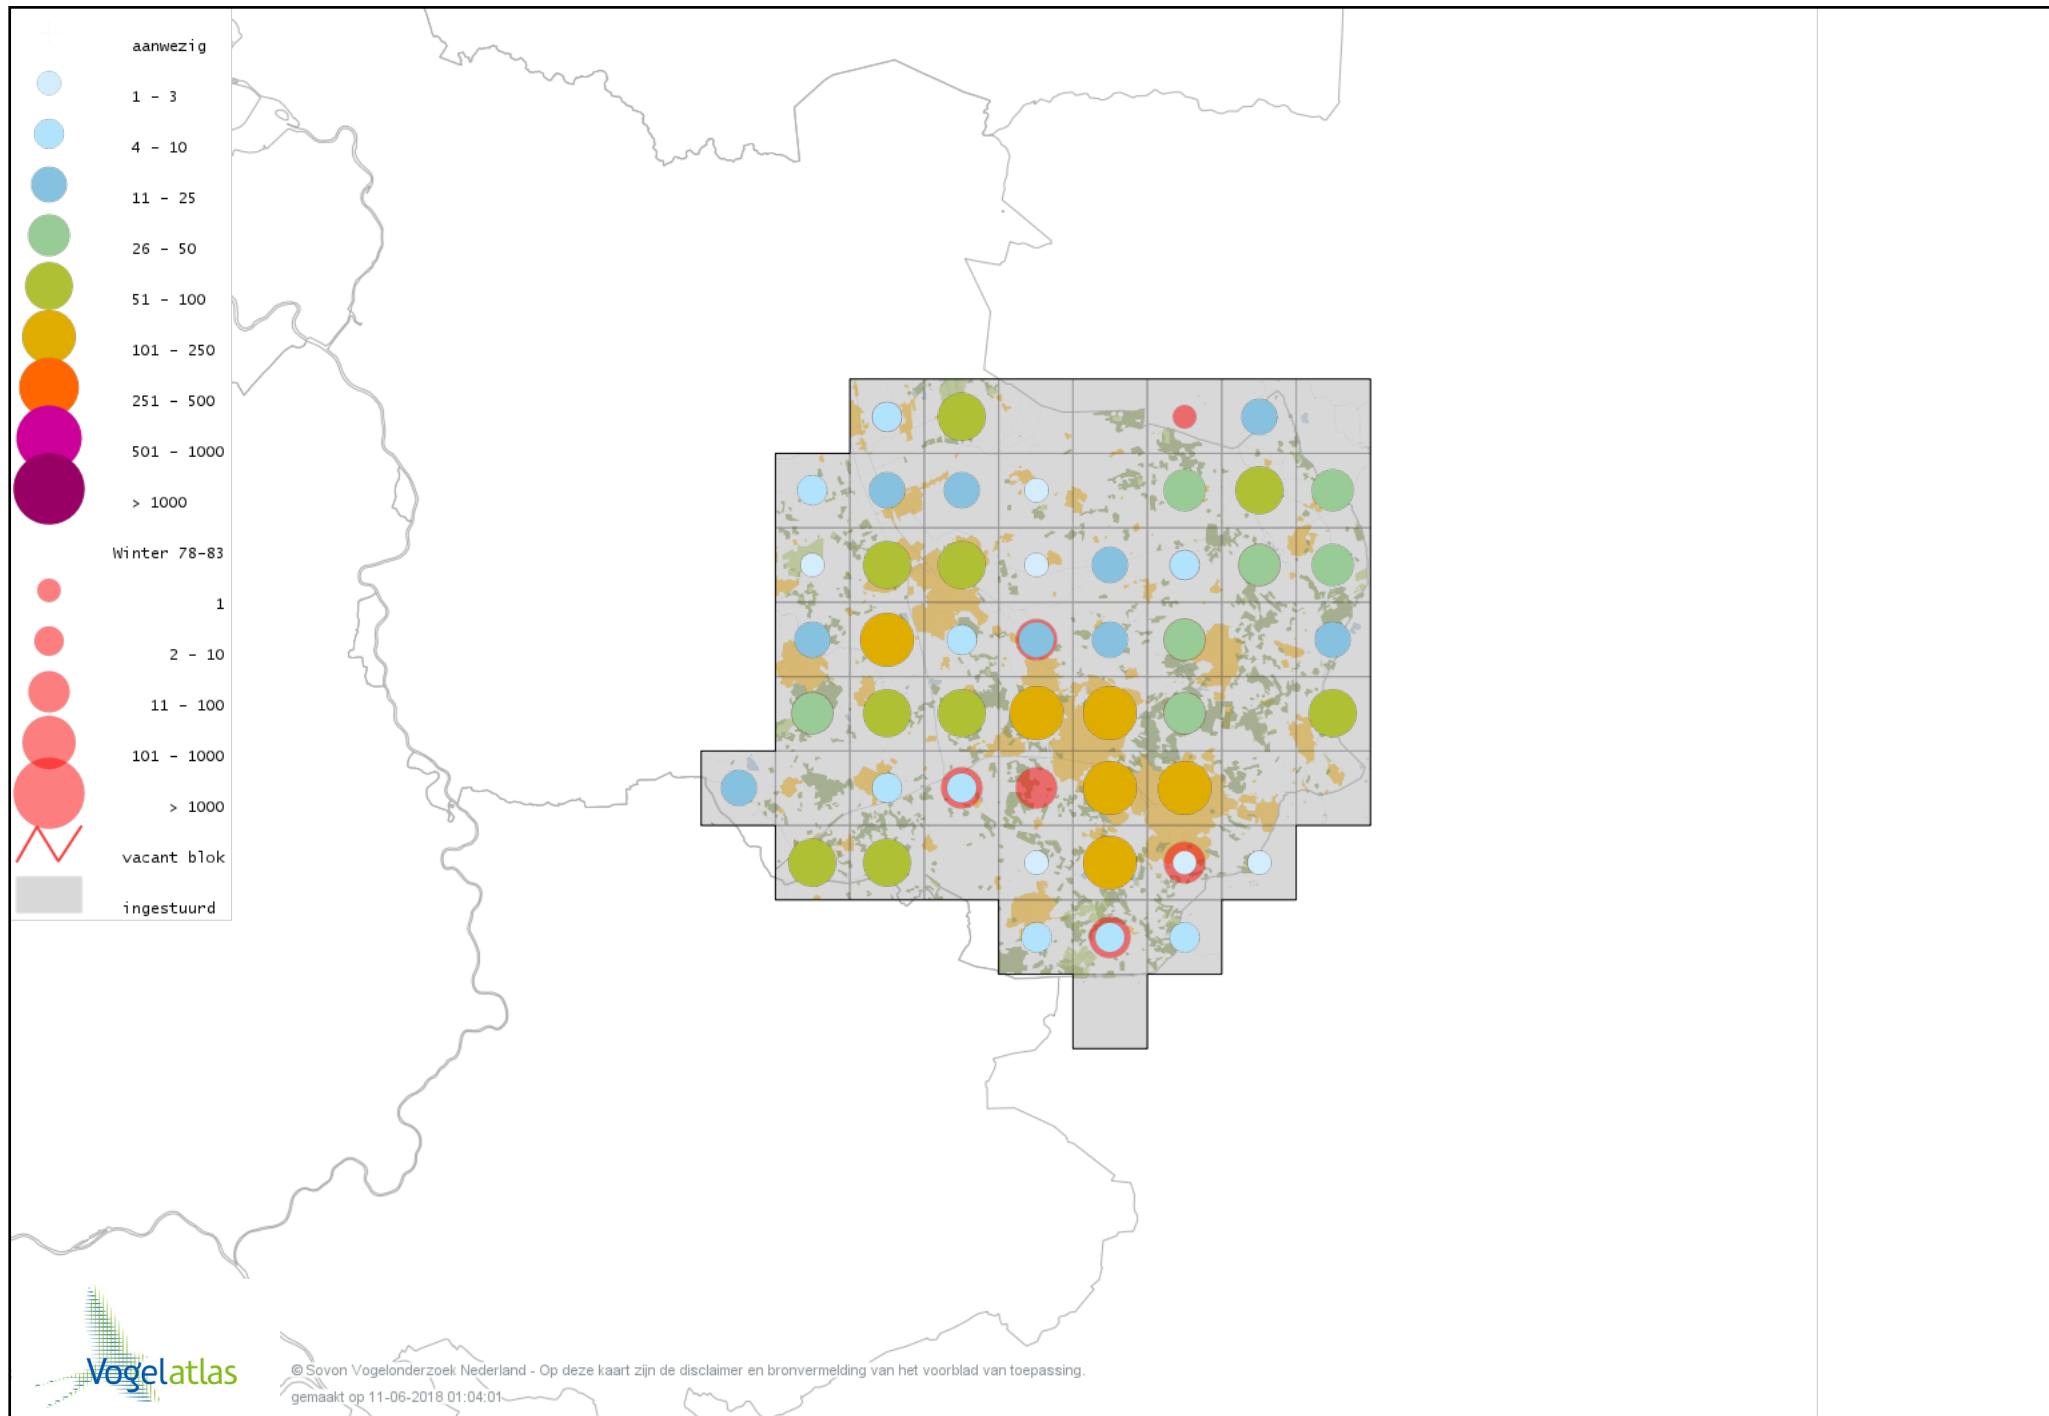 aanwezig
1 - 3
4 - 10
11 - 25
26 - 50
51 - 100
101 - 250
251 - 500
501 - 1000
> 1000
Winter 78-83
1
2 - 10
11 - 100
101 - 1000
> 1000
vacant blok
ingestuurd
Vogelatlas
© Sovon Vogelonderzoek Nederland - Op deze kaart zijn de disclaimer en bronvermelding van het voorblad van toepassing.
gemaakt op 11-06-2018 01:04:01